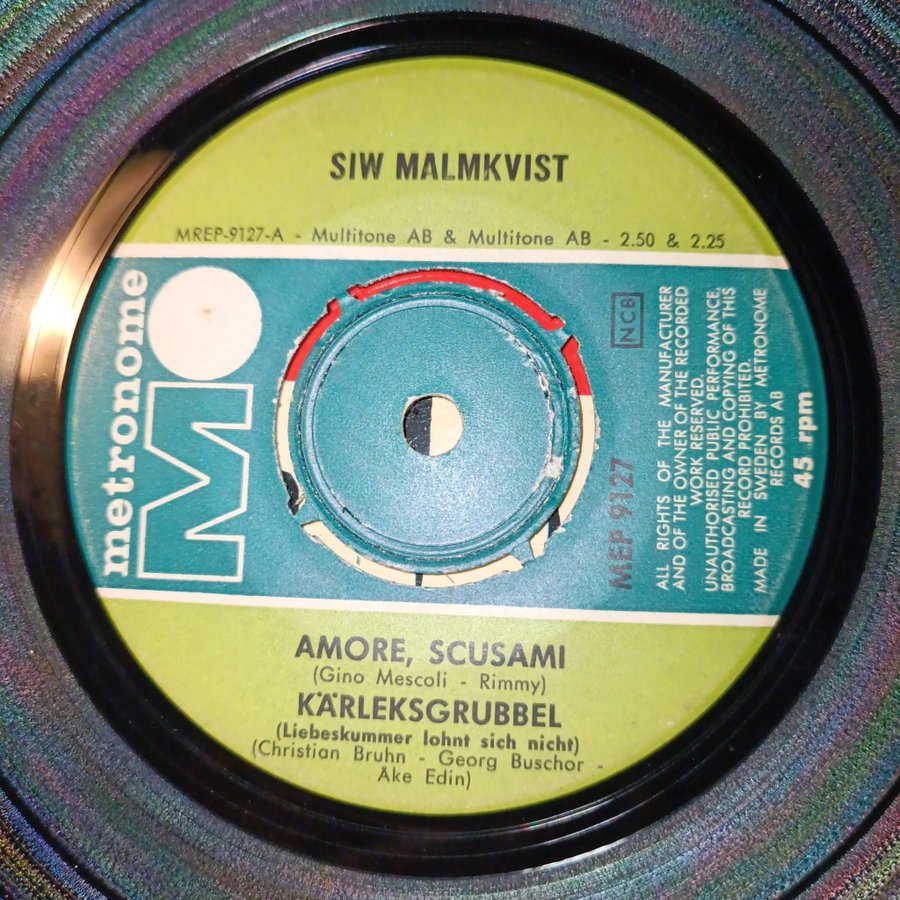 SIW MALMKVIST
MREP-9127-A - Multitone AB & Multitone AB - 2.50 & 2.25
metronome
M
NCB
MEP 9127
ALL RIGHTS OF THE MANUFACTURER
AND OF THE OWNER OF THE RECORDED
WORK RESERVED.
UNAUTHORISED PUBLIC PERFORMANCE,
BROADCASTING AND COPYING OF THIS
RECORD PROHIBITED.
MADE IN SWEDEN BY METRONOME
RECORDS AB
45 rpm
AMORE, SCUSAMI
(Gino Mescoli - Rimmy)
KÄRLEKSGRUBBEL
(Liebeskummer lohnt sich nicht)
(Christian Bruhn - Georg Buschor -
Åke Edin)